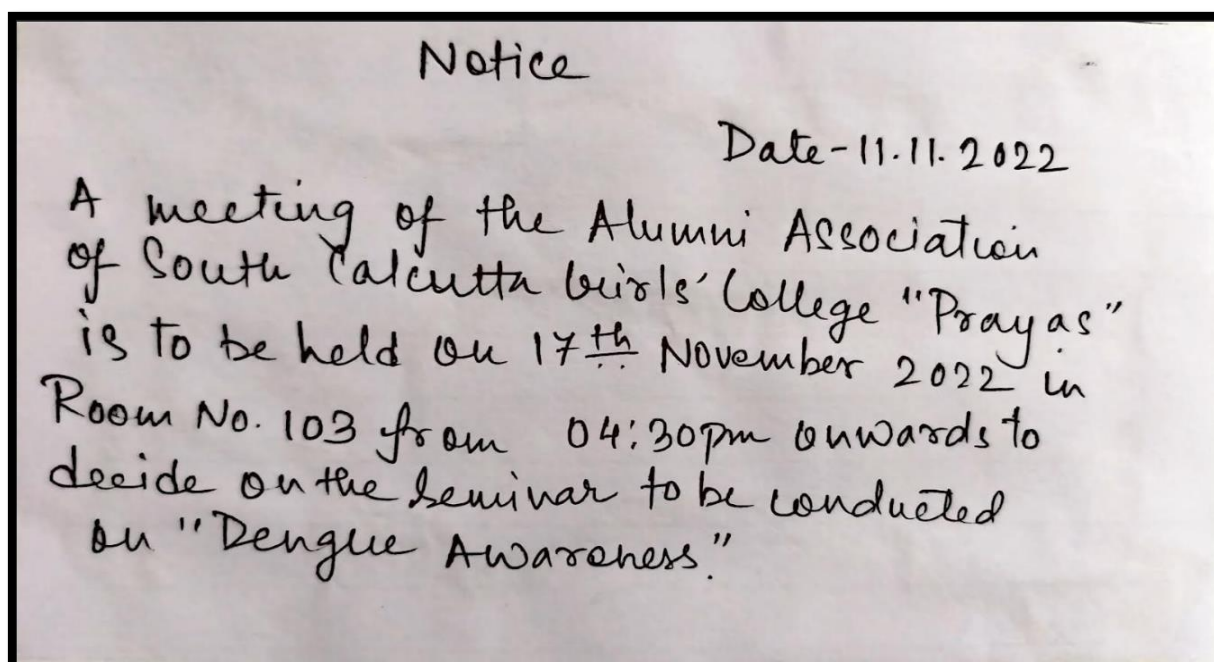 Notice
Date-11.11.2022
A meeting of the Alumni Association
of South Calcutta Girls' College "Prayas"
is to be held on 17th November 2022 in
Room No. 103 from 04:30pm onwards to
decide on the seminar to be conducted
on "Dengue Awareness."